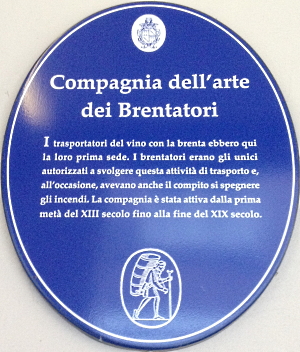 Compagnia dell'arte
dei Brentatori
I trasportatori del vino con la brenta ebbero qui
la loro prima sede. I brentatori erano gli unici
autorizzati a svolgere questa attività di trasporto e,
all'occasione, avevano anche il compito si spegnere
gli incendi. La compagnia è stata attiva dalla prima
metà del XIII secolo fino alla fine del XIX secolo.